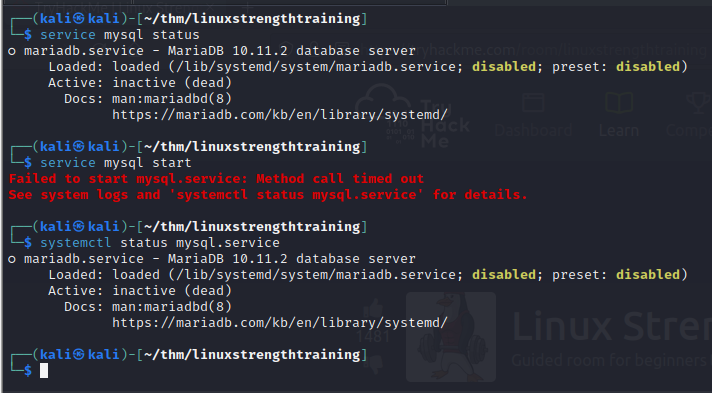 ┌──(kali㉿kali)-[~/thm/linuxstrengthtraining]
└─$ service mysql status
○ mariadb.service - MariaDB 10.11.2 database server
Loaded: loaded (/lib/systemd/system/mariadb.service; disabled; preset: disabled)
Active: inactive (dead)
Docs: man:mariadbd(8)
https://mariadb.com/kb/en/library/systemd/
Try
Hack
Me
Dashboard
Learn
┌──(kali㉿kali)-[~/thm/linuxstrengthtraining]
└─$ service mysql start
Failed to start mysql.service: Method call timed out
See system logs and 'systemctl status mysql.service' for details.
┌──(kali㉿kali)-[~/thm/linuxstrengthtraining]
└─$ systemctl status mysql.service
○ mariadb.service - MariaDB 10.11.2 database server
Loaded: loaded (/lib/systemd/system/mariadb.service; disabled; preset: disabled)
Active: inactive (dead)
Docs: man:mariadbd(8)
https://mariadb.com/kb/en/library/systemd/
1481
Linux Stren
Guided room for beginners
┌──(kali㉿kali)-[~/thm/linuxstrengthtraining]
└─$